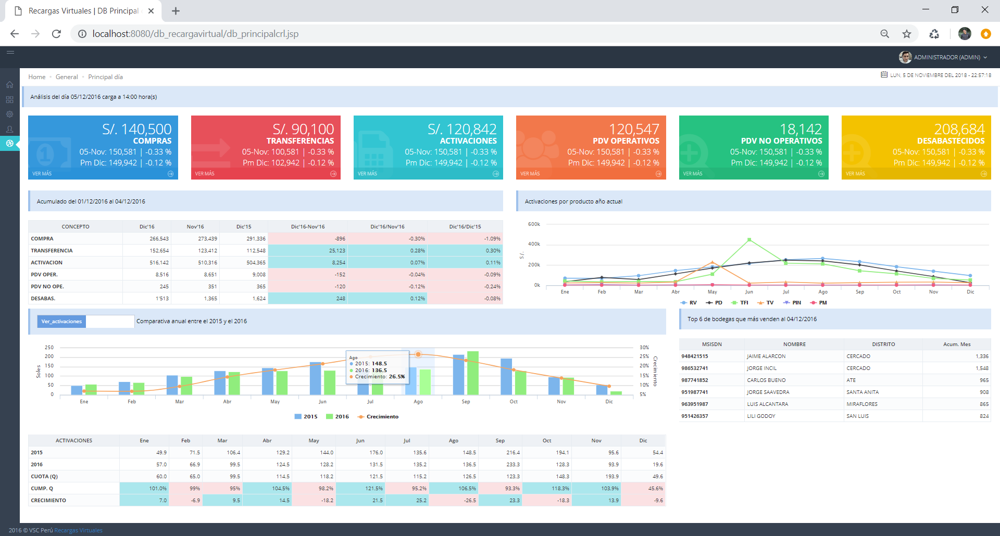 Recargas Virtuales | DB Principal
localhost:8080/db_recargavirtual/db_principalcrl.jsp
ADMINISTRADOR (ADMIN)
Home General Principal día
LUN, 5 DE NOVIEMBRE DEL 2018 - 22:57:18
Análisis del día 05/12/2016 carga a 14:00 hora(s)
S/. 140,500
COMPRAS
05-Nov: 150,581 | -0.33 %
Pm Dic: 149,942 | -0.12 %
VER MÁS
S/. 90,100
TRANSFERENCIAS
05-Nov: 100,581 | -0.33 %
Pm Dic: 102,942 | -0.12 %
VER MÁS
S/. 120,842
ACTIVACIONES
05-Nov: 150,581 | -0.33 %
Pm Dic: 149,942 | -0.12 %
VER MÁS
120,547
PDV OPERATIVOS
05-Nov: 150,581 | -0.33 %
Pm Dic: 149,942 | -0.12 %
VER MÁS
18,142
PDV NO OPERATIVOS
05-Nov: 150,581 | -0.33 %
Pm Dic: 149,942 | -0.12 %
VER MÁS
208,684
DESABASTECIDOS
05-Nov: 150,581 | -0.33 %
Pm Dic: 149,942 | -0.12 %
VER MÁS
Acumulado del 01/12/2016 al 04/12/2016
CONCEPTO Dic'16 Nov'16 Dic'15 Dic'16-Nov'16 Dic'16/Nov'16 Dic'16/Dic'15
COMPRA 266,543 273,439 291,336 -896 -0.30% -1.09%
TRANSFERENCIA 152,654 123,412 112,548 25,123 0.28% 0.30%
ACTIVACION 516,142 510,316 504,365 8,254 0.07% 0.11%
PDV OPER. 8,516 8,651 9,008 -152 -0.04% -0.09%
PDV NO OPE. 245 351 365 -120 -0.12% -0.24%
DESABAS. 1'513 1,365 1,624 248 0.12% -0.08%
Activaciones por producto año actual
S/.
600k
400k
200k
0k
Ene Feb Mar Abr May Jun Jul Ago Sep Oct Nov Dic
RV PD TFI TV PIN PM
Ver_activaciones Comparativa anual entre el 2015 y el 2016
Soles
250
200
150
100
50
0
30%
25%
20%
15%
10%
5%
Crecimiento
Ago
2015: 148.5
2016: 136.5
Crecimiento: 26.5%
Ene Feb Mar Abr May Jun Jul Ago Sep Oct Nov Dic
2015 2016 Crecimiento
Top 6 de bodegas que más venden al 04/12/2016
MSISDN NOMBRE DISTRITO Acum. Mes
948421515 JAIME ALARCON CERCADO 1,336
986532741 JORGE INCIL CERCADO 1,548
987741852 CARLOS BUENO ATE 965
951987741 JORGE SAAVEDRA SANTA ANITA 908
963951987 LUIS ALCANTARA MIRAFLORES 865
951426357 LILI GODOY SAN LUIS 824
ACTIVACIONES Ene Feb Mar Abr May Jun Jul Ago Sep Oct Nov Dic
2015 49.9 71.5 106.4 129.2 144.0 176.0 135.6 148.5 216.4 194.1 95.6 54.4
2016 57.0 66.9 99.5 124.5 128.2 131.5 135.2 136.5 233.3 128.3 93.9 19.6
CUOTA (Q) 60.0 65.0 99.5 114.5 118.2 121.5 115.2 126.5 123.3 148.3 193.9 49.6
CUMP. Q 101.0% 99% 95% 104.5% 98.2% 121.5% 95.2% 106.5% 93.3% 118.3% 103.9% 45.6%
CRECIMIENTO 7.0 -6.9 9.5 14.5 -18.2 21.5 25.2 -26.5 23.3 -18.3 13.9 -9.6
2016 © VSC Perú Recargas Virtuales